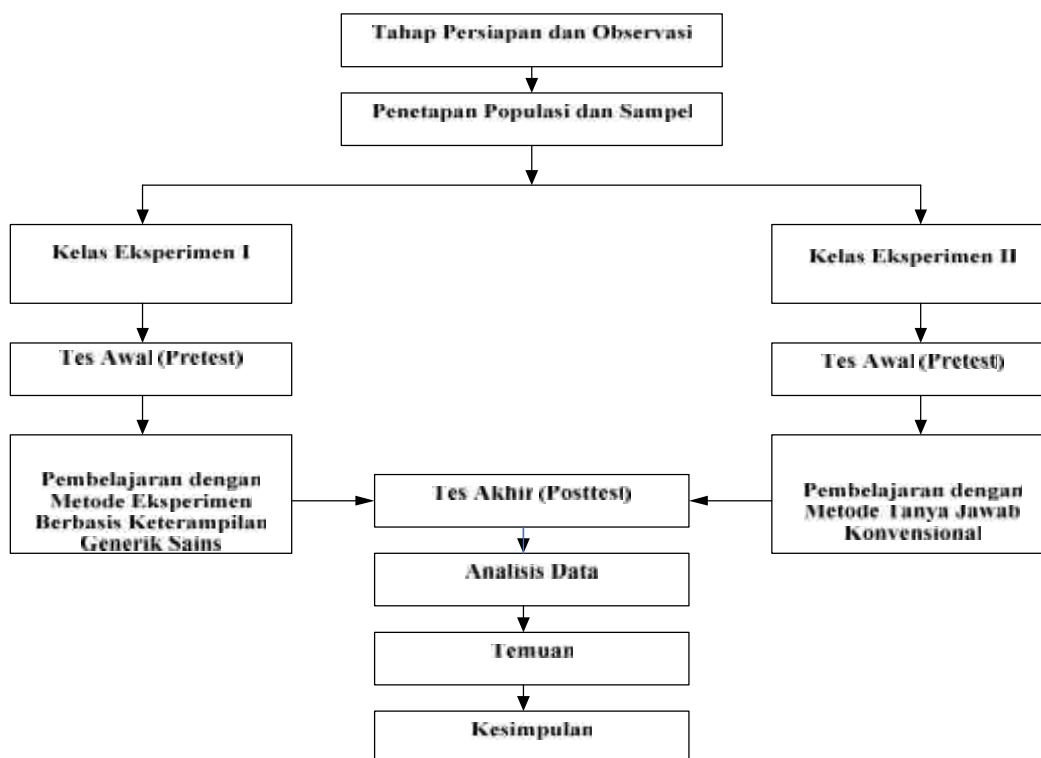 Tahap Persiapan dan Observasi
Penetapan Populasi dan Sampel
Kelas Eksperimen I
Kelas Eksperimen II
Tes Awal (Pretest)
Tes Awal (Pretest)
Pembelajaran dengan
Metode Eksperimen
Berbasis Keterampilan
Generik Sains
Tes Akhir (Posttest)
Pembelajaran dengan
Metode Tanya Jawab
Konvensional
Analisis Data
Temuan
Kesimpulan